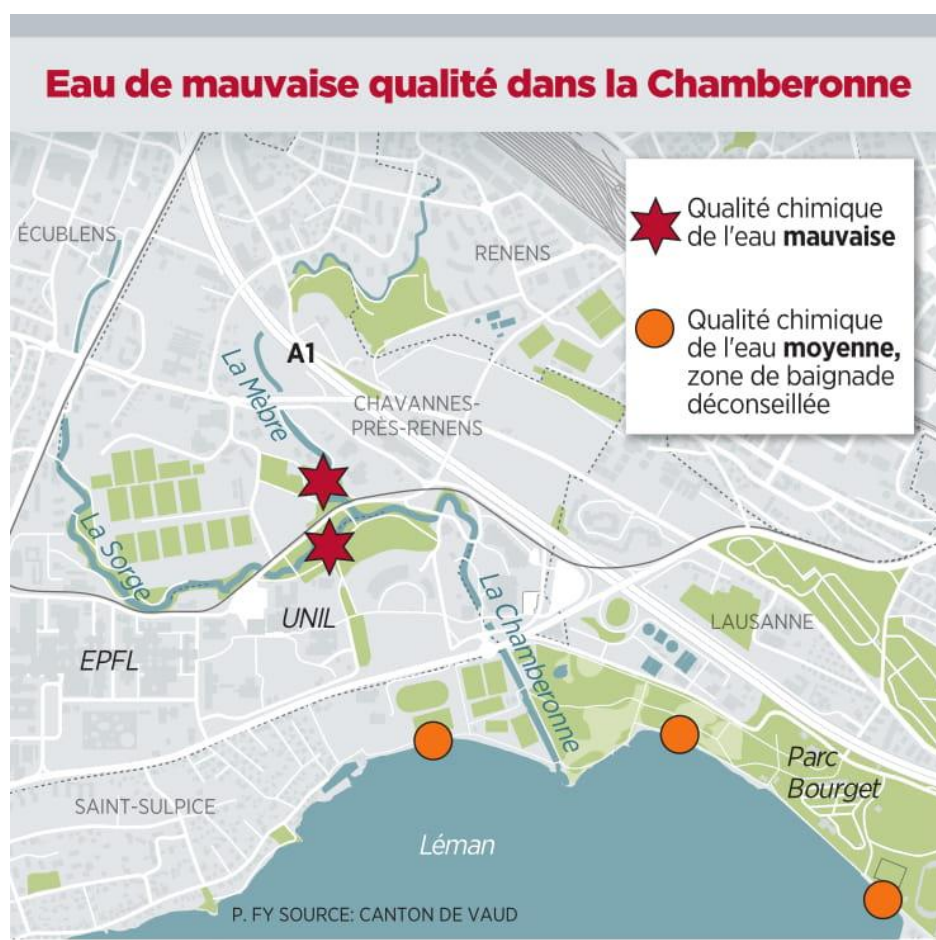 Eau de mauvaise qualité dans la Chamberonne
Qualité chimique
de l'eau mauvaise
Qualité chimique
de l'eau moyenne,
zone de baignade
déconseillée
ÉCUBLENS
RENENS
A1
La Mèbre
CHAVANNES-
PRÈS-RENENS
La Sorge
UNIL
EPFL
La Chamberonne
LAUSANNE
Parc
Bourget
SAINT-SULPICE
Léman
P. FY SOURCE: CANTON DE VAUD